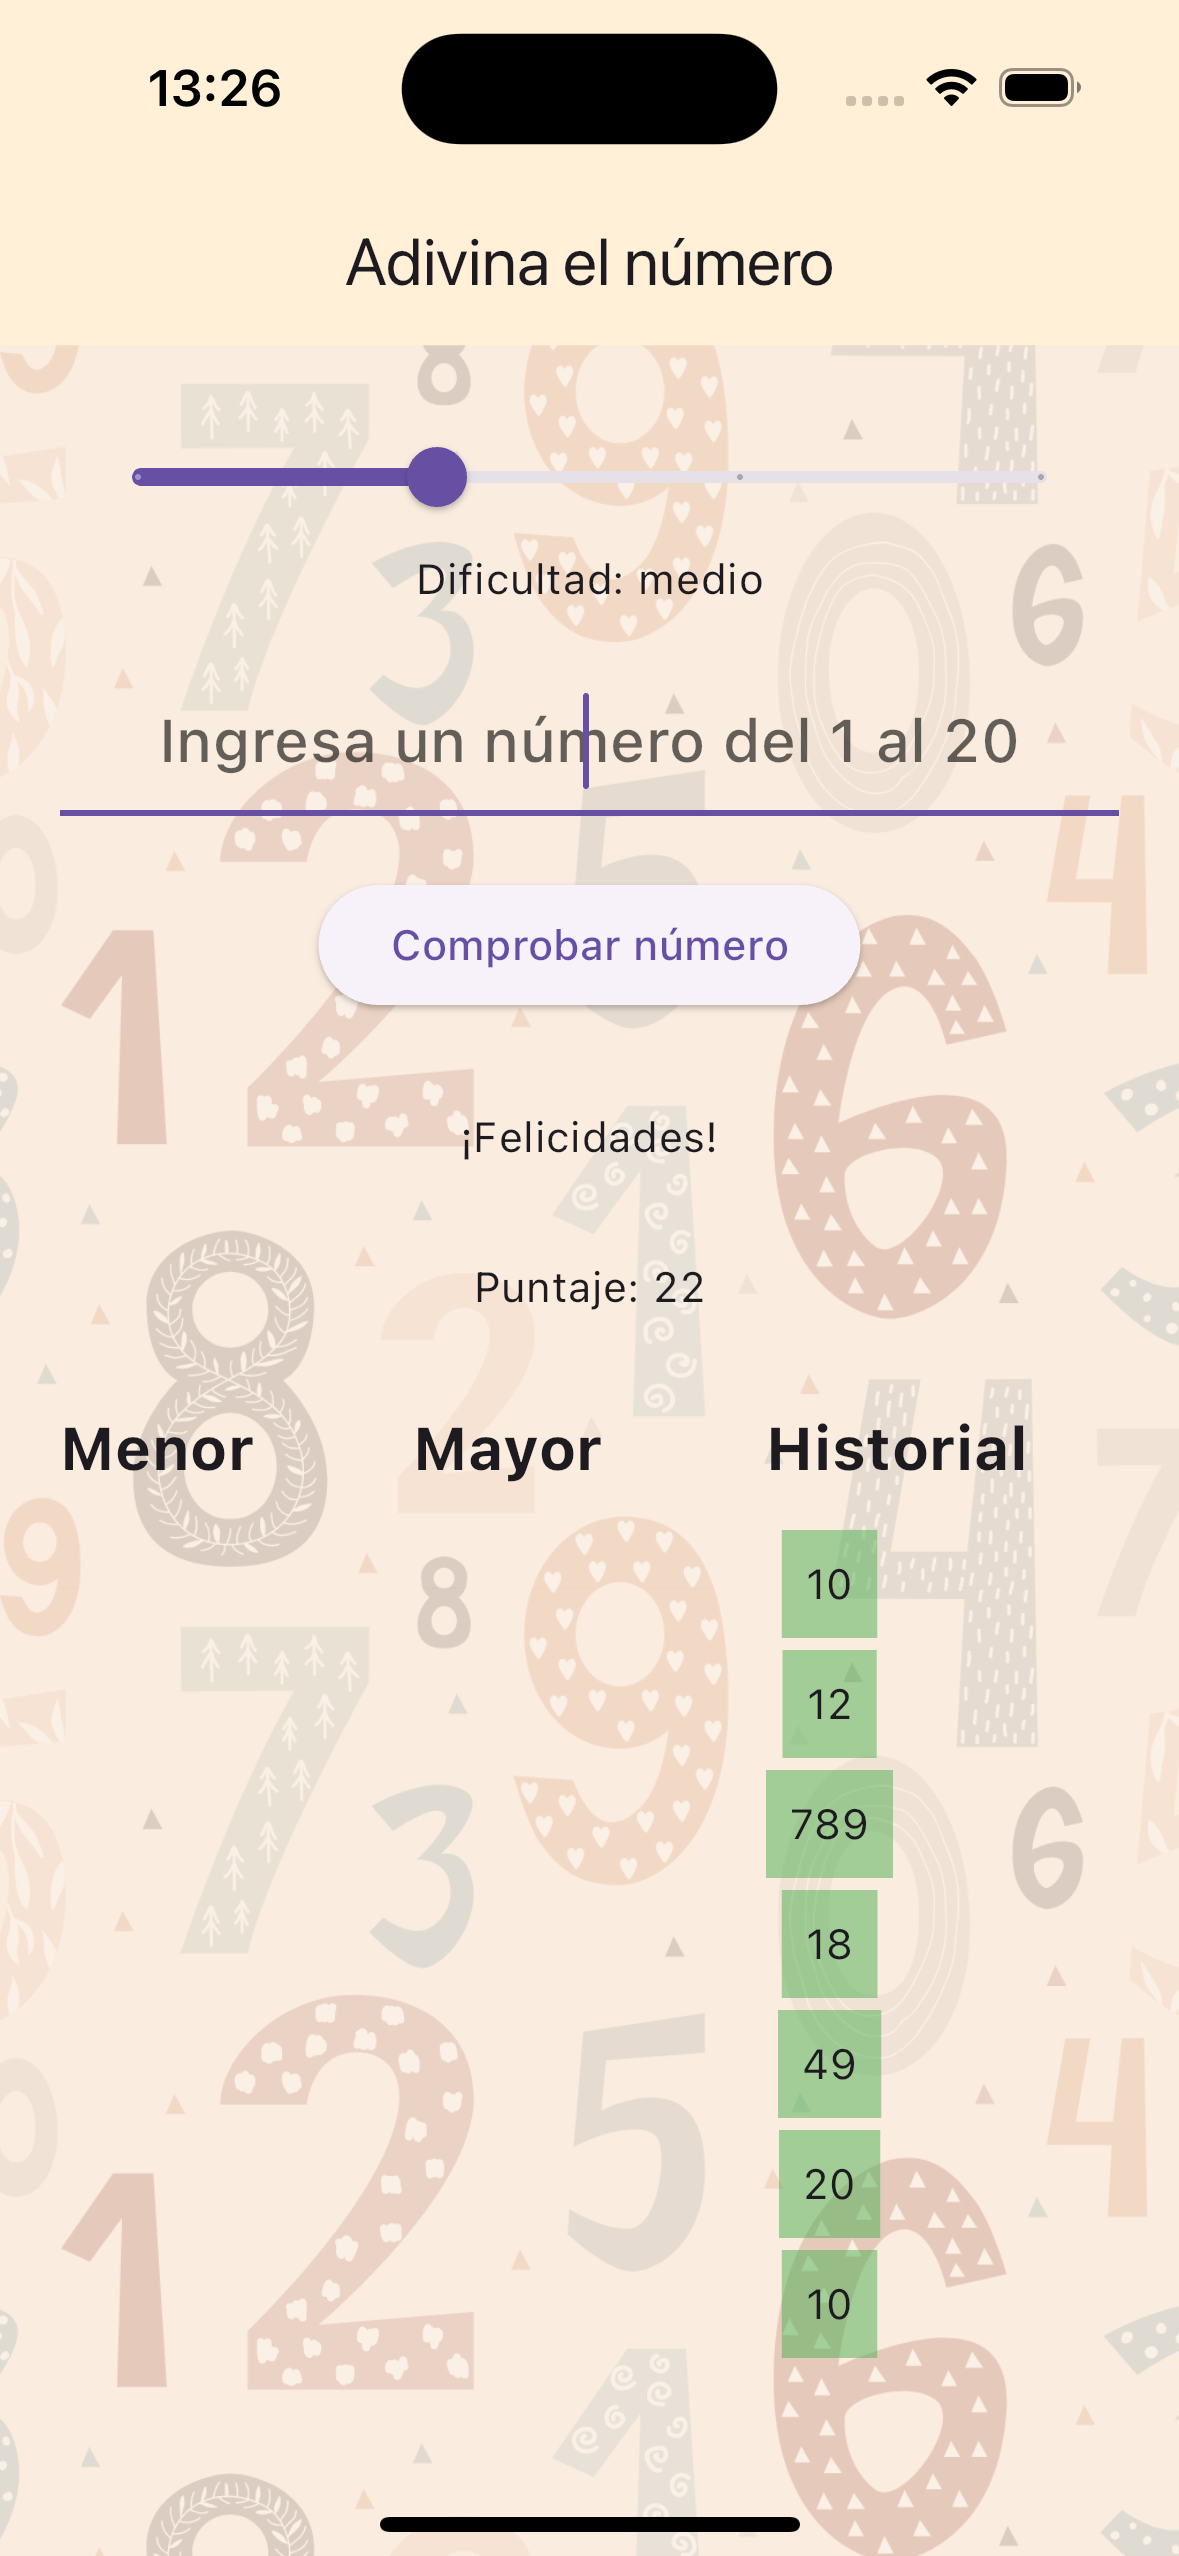 13:26
Adivina el número
Dificultad: medio
Ingresa un número del 1 al 20
Comprobar número
¡Felicidades!
Puntaje: 22
Menor Mayor Historial
10
12
789
18
49
20
10